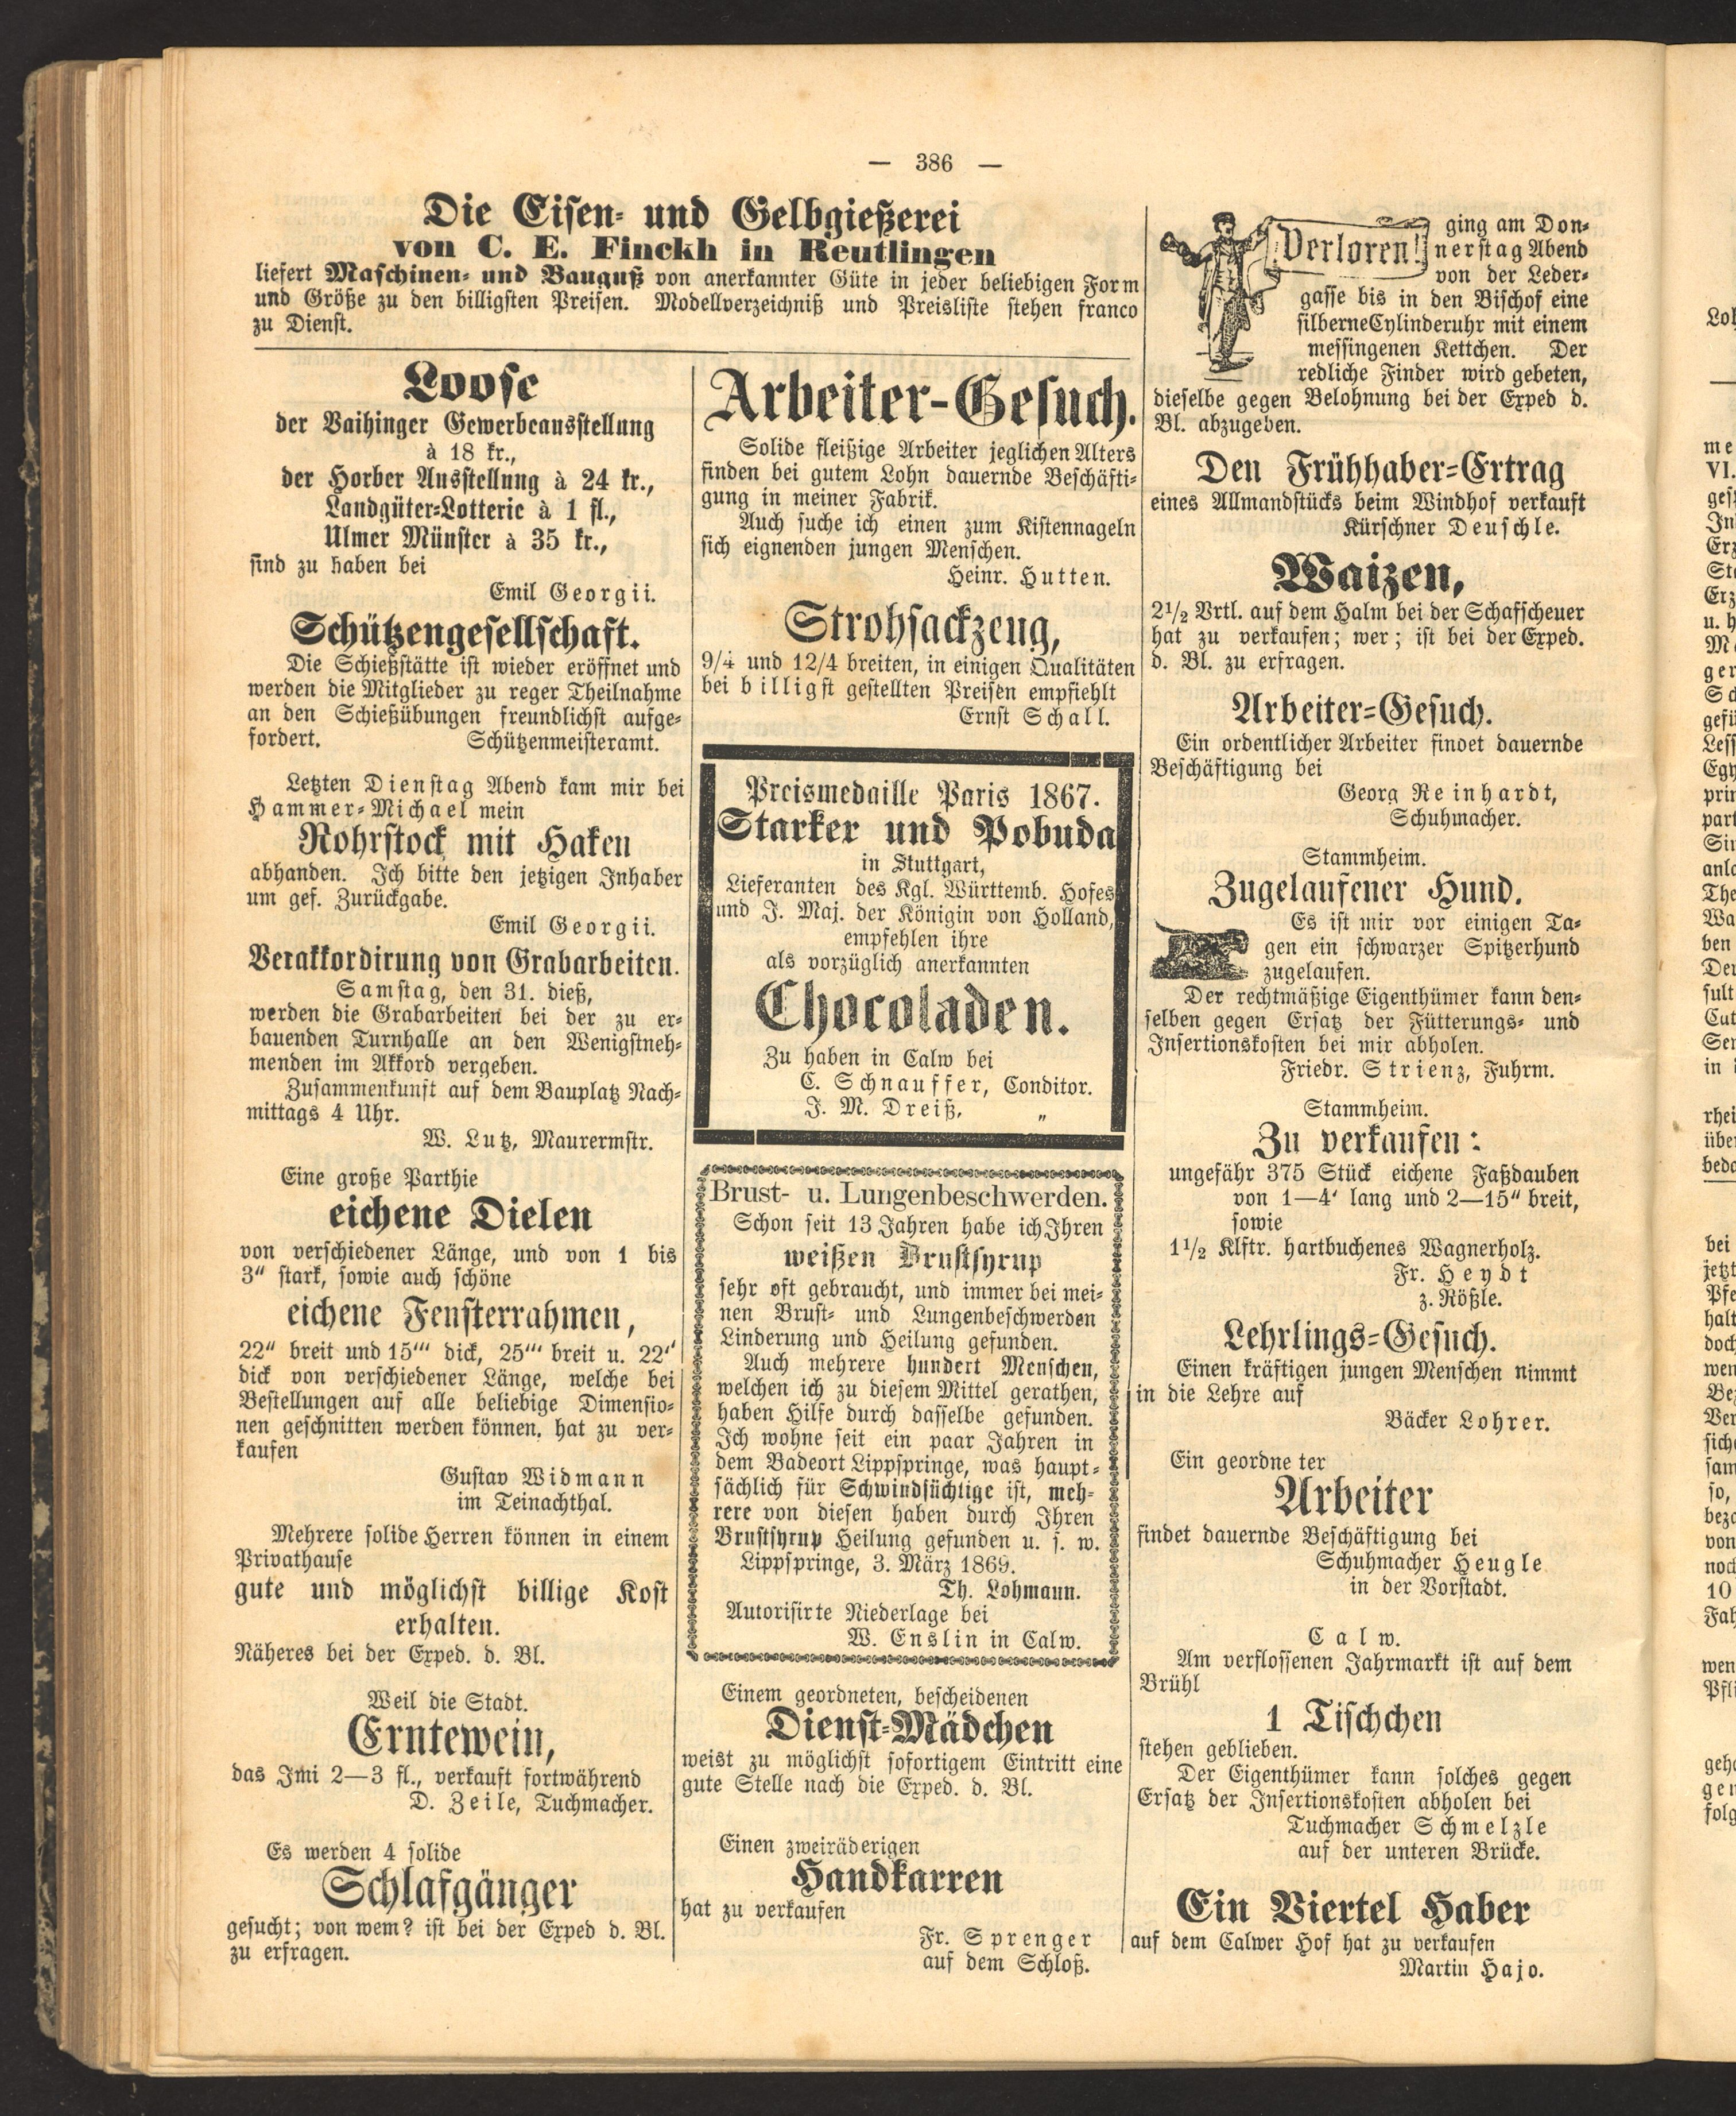 — 386 —
Die Eisen- und Gelbgießerei
von C. E. Finckh in Reutlingen
liefert Maschinen- und Bauguß von anerkannter Güte in jeder beliebigen Form
und Größe zu den billigsten Preisen. Modellverzeichniß und Preisliste stehen franco
zu Dienst.
Loose
der Vaihinger Gewerbeausstellung
à 18 kr.,
der Horber Ausstellung à 24 kr.,
Landgüter-Lotterie à 1 fl.,
Ulmer Münster à 35 kr.,
sind zu haben bei
Emil Georgii.
Schützengesellschaft.
Die Schießstätte ist wieder eröffnet und
werden die Mitglieder zu reger Theilnahme
an den Schießübungen freundlichst aufge-
fordert. Schützenmeisteramt.
Letzten Dienstag Abend kam mir bei
Hammer-Michael mein
Rohrstock mit Haken
abhanden. Ich bitte den jetzigen Inhaber
um gef. Zurückgabe.
Emil Georgii.
Verakkordirung von Grabarbeiten.
Samstag, den 31. dieß,
werden die Grabarbeiten bei der zu er-
bauenden Turnhalle an den Wenigstneh-
menden im Akkord vergeben.
Zusammenkunft auf dem Bauplatz Nach-
mittags 4 Uhr.
W. Lutz, Maurermstr.
Eine große Parthie
eichene Dielen
von verschiedener Länge, und von 1 bis
3" stark, sowie auch schöne
eichene Fensterrahmen,
22" breit und 15"' dick, 25"' breit u. 22"'
dick von verschiedener Länge, welche bei
Bestellungen auf alle beliebige Dimensio-
nen geschnitten werden können, hat zu ver-
kaufen
Gustav Widmann
im Teinachthal.
Mehrere solide Herren können in einem
Privathause
gute und möglichst billige Kost
erhalten.
Näheres bei der Exped. d. Bl.
Weil die Stadt.
Erntewein,
das Imi 2—3 fl., verkauft fortwährend
D. Zeile, Tuchmacher.
Es werden 4 solide
Schlafgänger
gesucht; von wem? ist bei der Exped d. Bl.
zu erfragen.
Arbeiter-Gesuch.
Solide fleißige Arbeiter jeglichen Alters
finden bei gutem Lohn dauernde Beschäfti-
gung in meiner Fabrik.
Auch suche ich einen zum Kistennageln
sich eignenden jungen Menschen.
Heinr. Hutten.
Strohsackzeug,
9/4 und 12/4 breiten, in einigen Qualitäten
bei billigst gestellten Preisen empfiehlt
Ernst Schall.
Preismedaille Paris 1867.
Starker und Pobuda
in Stuttgart,
Lieferanten des Kgl. Württemb. Hofes
und J. Maj. der Königin von Holland,
empfehlen ihre
als vorzüglich anerkannten
Chocoladen.
Zu haben in Calw bei
C. Schnauffer, Conditor.
J. M. Dreiß, "
Brust- u. Lungenbeschwerden.
Schon seit 13 Jahren habe ich Ihren
weißen Brustsyrup
sehr oft gebraucht, und immer bei mei-
nen Brust- und Lungenbeschwerden
Linderung und Heilung gefunden.
Auch mehrere hundert Menschen,
welchen ich zu diesem Mittel gerathen,
haben Hilfe durch dasselbe gefunden.
Ich wohne seit ein paar Jahren in
dem Badeort Lippspringe, was haupt-
sächlich für Schwindsüchtige ist, meh-
rere von diesen haben durch Ihren
Brustsyrup Heilung gefunden u. s. w.
Lippspringe, 3. März 1869.
Th. Lohmann.
Autorisirte Niederlage bei
W. Enslin in Calw.
Einem geordneten, bescheidenen
Dienst-Mädchen
weist zu möglichst sofortigem Eintritt eine
gute Stelle nach die Exped. d. Bl.
Einen zweiräderigen
Handkarren
hat zu verkaufen
Fr. Sprenger
auf dem Schloß.
Verloren!
ging am Don-
nerstag Abend
von der Leder-
gasse bis in den Bischof eine
silberne Cylinderuhr mit einem
messingenen Kettchen. Der
redliche Finder wird gebeten,
dieselbe gegen Belohnung bei der Exped d.
Bl. abzugeben.
Den Frühhaber-Ertrag
eines Allmandstücks beim Windhof verkauft
Kürschner Deuschle.
Waizen,
2½ Vrtl. auf dem Halm bei der Schafscheuer
hat zu verkaufen; wer; ist bei der Exped.
d. Bl. zu erfragen.
Arbeiter-Gesuch.
Ein ordentlicher Arbeiter findet dauernde
Beschäftigung bei
Georg Reinhardt,
Schuhmacher.
Stammheim.
Zugelaufener Hund.
Es ist mir vor einigen Ta-
gen ein schwarzer Spitzerhund
zugelaufen.
Der rechtmäßige Eigenthümer kann den-
selben gegen Ersatz der Fütterungs- und
Insertionskosten bei mir abholen.
Friedr. Strienz, Fuhrm.
Stammheim.
Zu verkaufen:
ungefähr 375 Stück eichene Faßdauben
von 1—4' lang und 2—15" breit,
sowie
1½ Klftr. hartbuchenes Wagnerholz.
Fr. Heydt
z. Rößle.
Lehrlings-Gesuch.
Einen kräftigen jungen Menschen nimmt
in die Lehre auf
Bäcker Lohrer.
Ein geordneter
Arbeiter
findet dauernde Beschäftigung bei
Schuhmacher Heugle
in der Vorstadt.
Calw.
Am verflossenen Jahrmarkt ist auf dem
Brühl
1 Tischchen
stehen geblieben.
Der Eigenthümer kann solches gegen
Ersatz der Insertionskosten abholen bei
Tuchmacher Schmelzle
auf der unteren Brücke.
Ein Viertel Haber
auf dem Calwer Hof hat zu verkaufen
Martin Hajo.